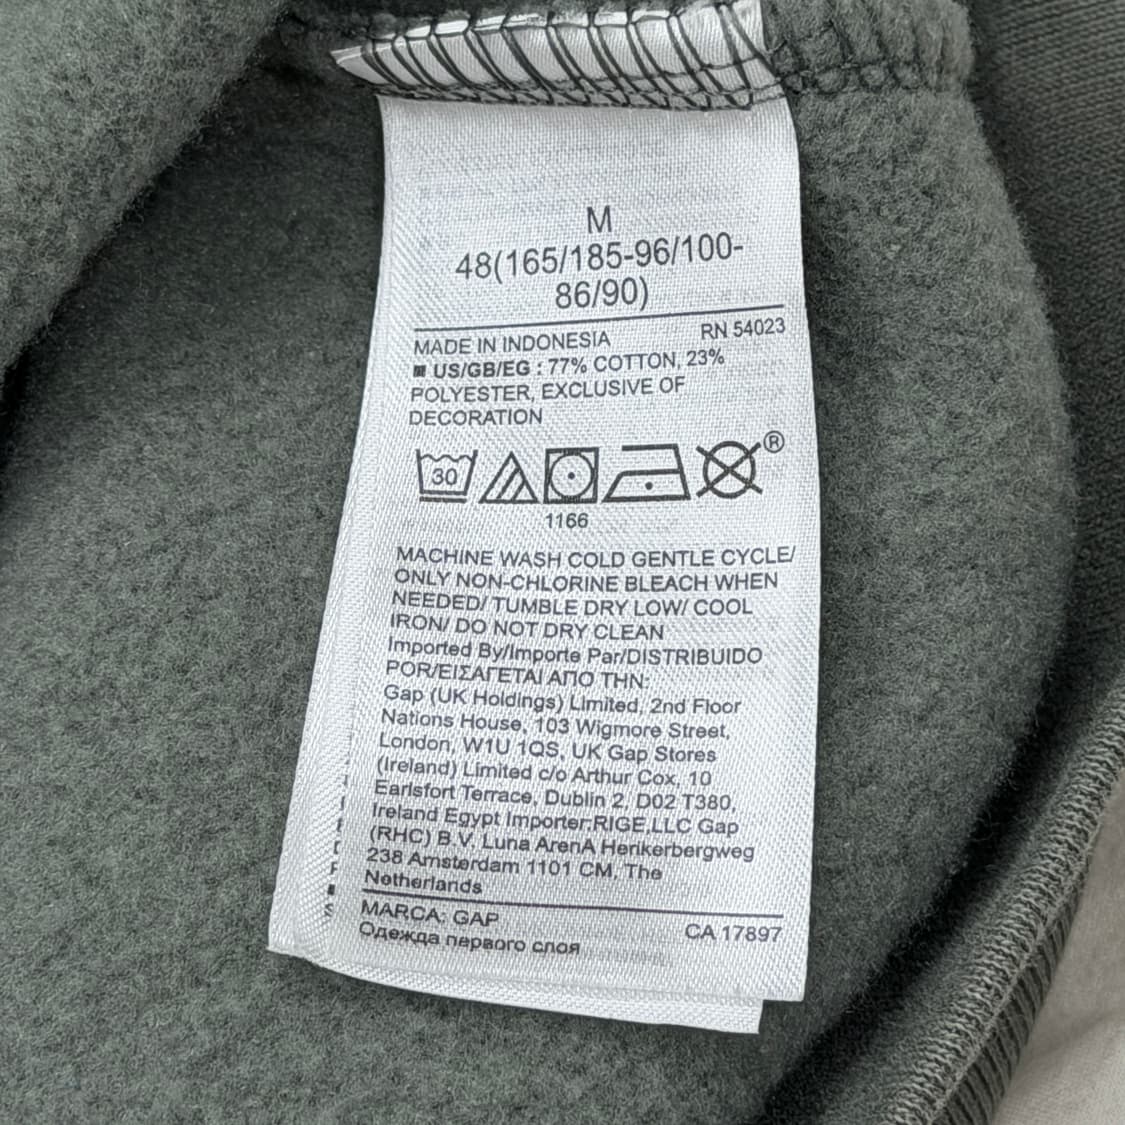 M
48(165/185-96/100-
86/90)
MADE IN INDONESIA RN 54023
US/GB/EG : 77% COTTON, 23%
POLYESTER, EXCLUSIVE OF
DECORATION
30
®
1166
MACHINE WASH COLD GENTLE CYCLE/
ONLY NON-CHLORINE BLEACH WHEN
NEEDED/ TUMBLE DRY LOW/ COOL
IRON/ DO NOT DRY CLEAN
Imported By/Importe Par/DISTRIBUIDO
POR/ΕΙΣΑΓΕΤΑΙ ΑΠΟ ΤΗΝ:
Gap (UK Holdings) Limited, 2nd Floor
Nations House, 103 Wigmore Street,
London, W1U 1QS, UK Gap Stores
(Ireland) Limited c/o Arthur Cox, 10
Earlsfort Terrace, Dublin 2, D02 T380,
Ireland Egypt Importer:RIGE.LLC Gap
(RHC) B.V. Luna ArenA Herikerbergweg
238 Amsterdam 1101 CM, The
Netherlands
MARCA: GAP CA 17897
Одежда первого слоя